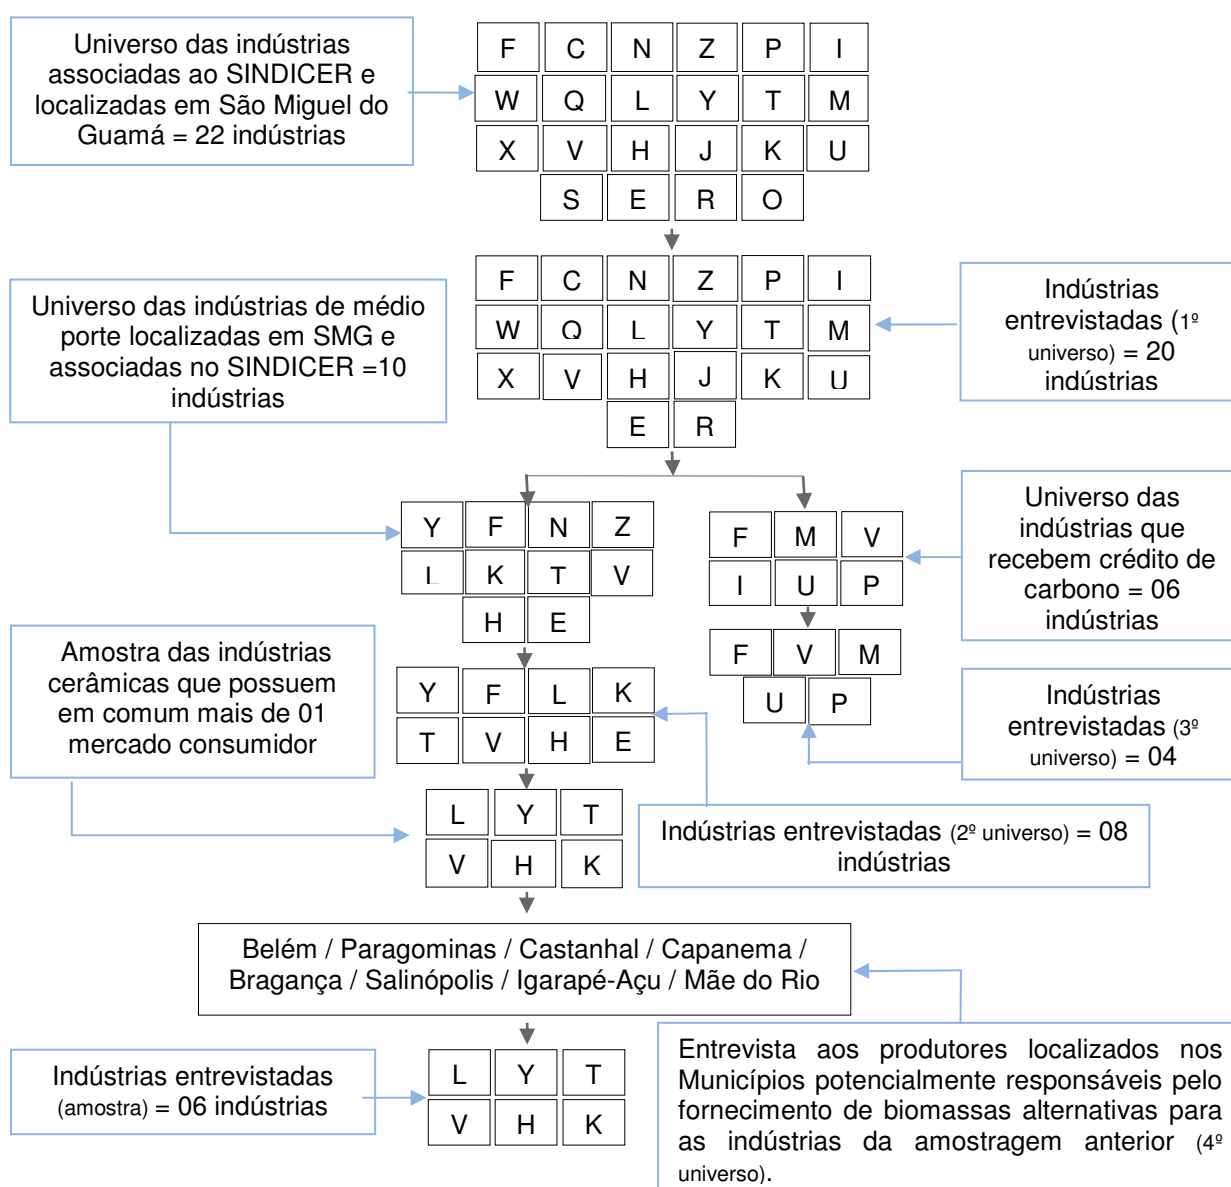 Universo das indústrias
associadas ao SINDICER e
localizadas em São Miguel do
Guamá = 22 indústrias
F C N Z P I
W Q L Y T M
X V H J K U
S E R O
Universo das indústrias de médio
porte localizadas em SMG e
associadas no SINDICER =10
indústrias
F C N Z P I
W Q L Y T M
X V H J K U
E R
Indústrias
entrevistadas (1º
universo) = 20
indústrias
Y F N Z
L K T V
H E
F M V
I U P
Universo das
indústrias que
recebem crédito de
carbono = 06
indústrias
Amostra das indústrias
cerâmicas que possuem
em comum mais de 01
mercado consumidor
Y F L K
T V H E
F V M
U P
Indústrias
entrevistadas (3º
universo) = 04
L Y T
V H K
Indústrias entrevistadas (2º universo) = 08
indústrias
Belém / Paragominas / Castanhal / Capanema /
Bragança / Salinópolis / Igarapé-Açu / Mãe do Rio
Indústrias entrevistadas
(amostra) = 06 indústrias
L Y T
V H K
Entrevista aos produtores localizados nos
Municípios potencialmente responsáveis pelo
fornecimento de biomassas alternativas para
as indústrias da amostragem anterior (4º
universo).